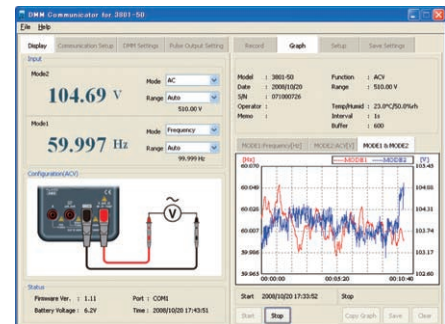 DMM Communicator for 3801-50
File Help
Display Communication Setup DMM Settings Pulse Output Setting
Input
Mode2
104.69 V
Mode AC
Range Auto
510.00 V
Mode1
59.997 Hz
Mode Frequency
Range Auto
99.999 Hz
Configuration(ACV)
V
Status
Firmware Ver. : 1.11 Port : COM1
Battery Voltage : 6.2V Time : 2008/10/20 17:43:51
Record Graph Setup Save Settings
Model : 3801-50 Function : ACV
Date : 2008/10/20 Range : 510.00 V
S/N : 071000726
Operator : Temp/Humid : 23.0°C/50.0%rh
Memo : Interval : 1s
Buffer : 600
MODE1:Frequency[Hz] MODE2:ACV[V] MODE1 & MODE2
[Hz] MODE1 MODE2 [V]
60.070 103.45
60.049
60.028
60.007 103.74
59.986 103.17
59.965 102.60
00:00:00 00:05:20 00:10:40
Start 2008/10/20 17:33:52 Stop
Start Stop Copy Graph Save Clear